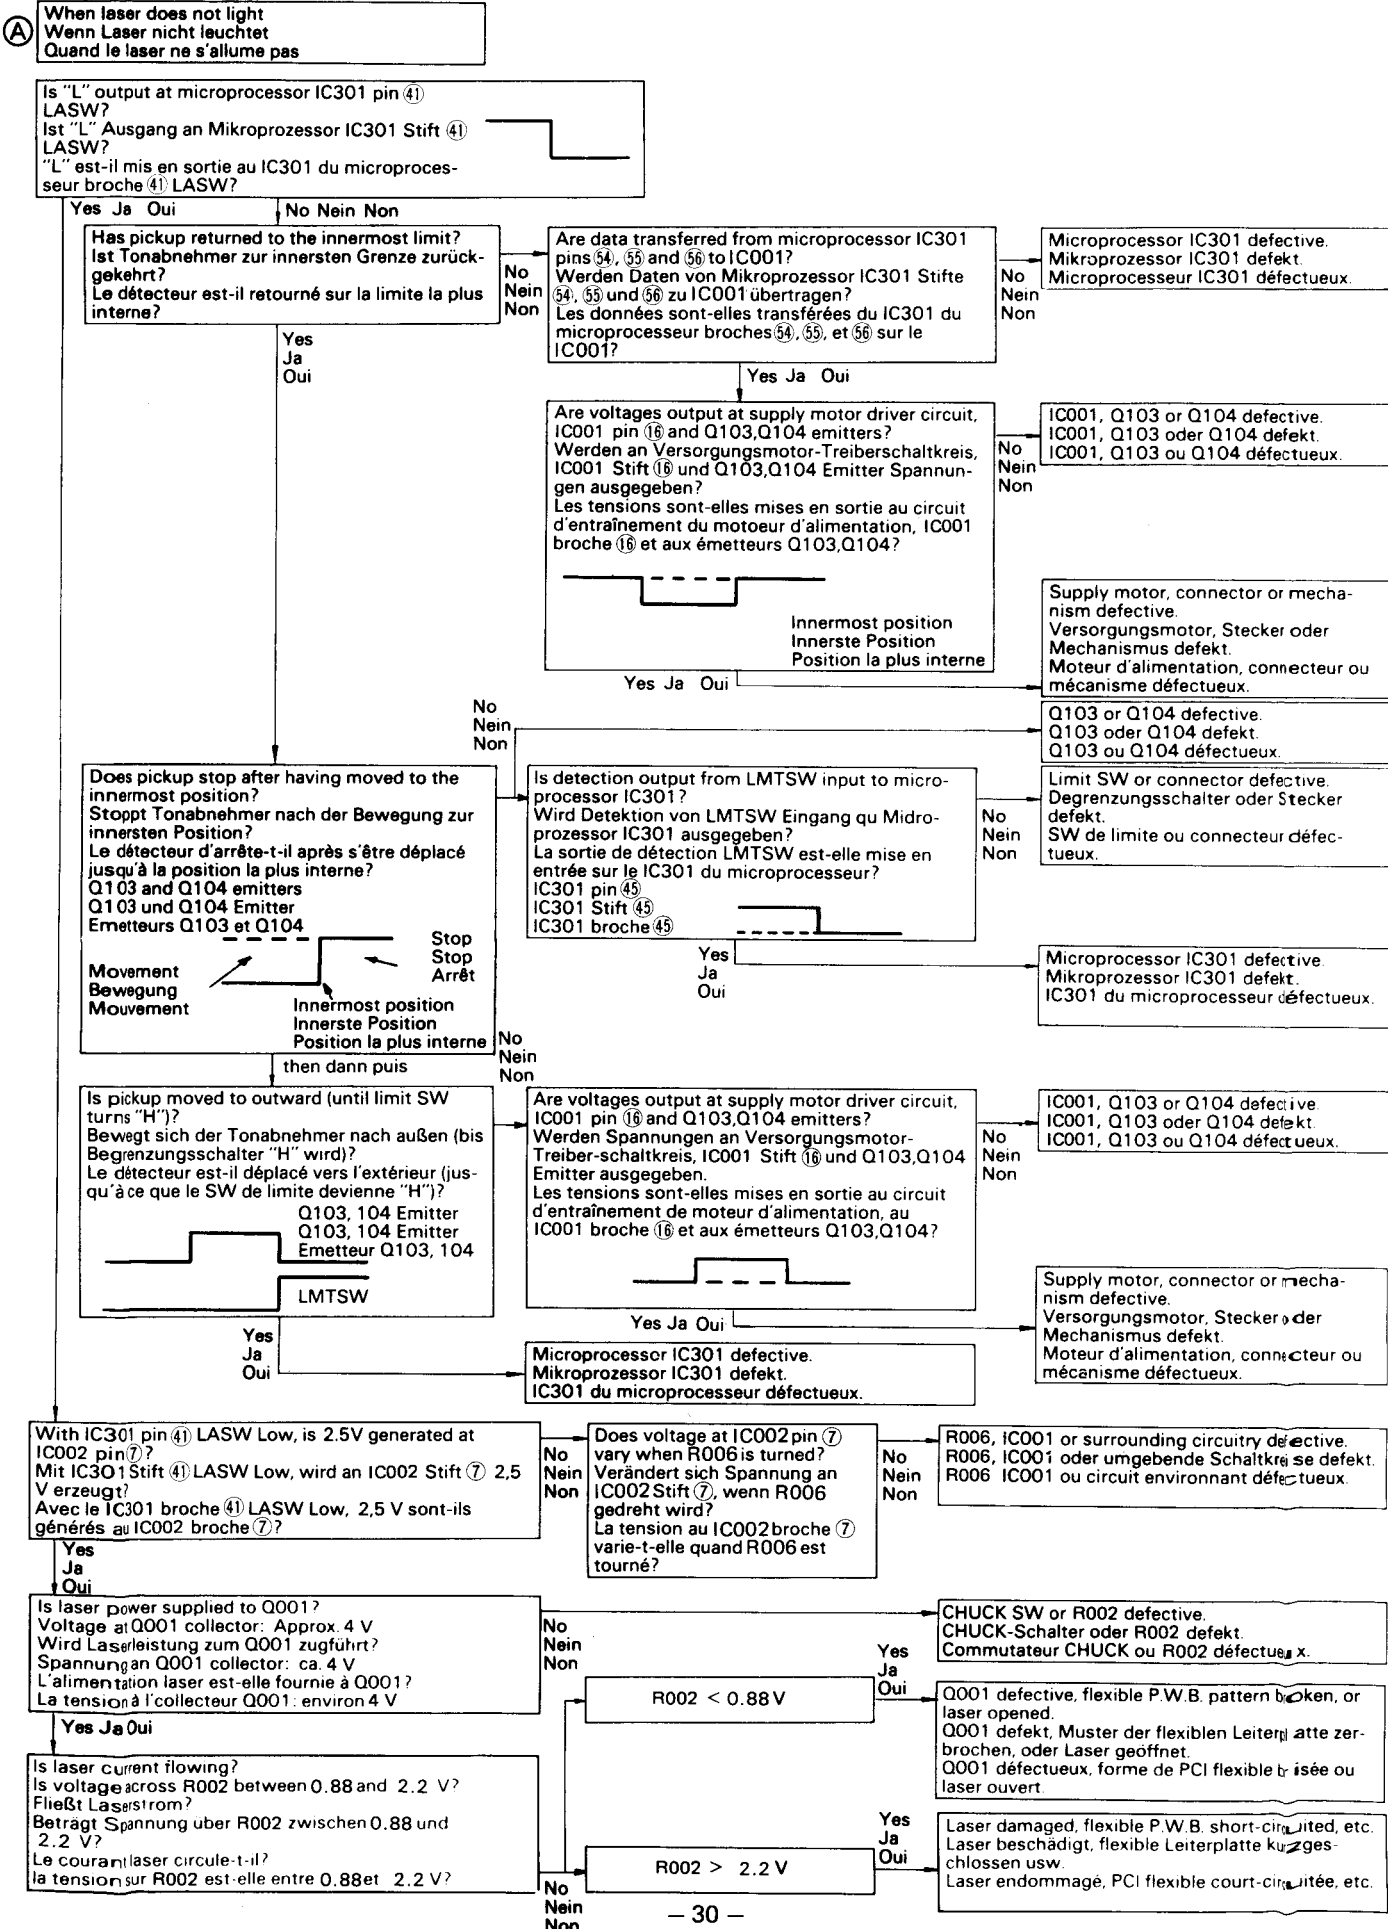 A
When laser does not light
Wenn Laser nicht leuchtet
Quand le laser ne s'allume pas
Is "L" output at microprocessor IC301 pin 41
LASW?
Ist "L" Ausgang an Mikroprozessor IC301 Stift 41
LASW?
"L" est-il mis en sortie au IC301 du microproces-
seur broche 41 LASW?
Yes Ja Oui
No Nein Non
Has pickup returned to the innermost limit?
Ist Tonabnehmer zur innersten Grenze zurück-
gekehrt?
Le détecteur est-il retourné sur la limite la plus
interne?
No
Nein
Non
Are data transferred from microprocessor IC301
pins 54, 55 and 56 to IC001?
Werden Daten von Mikroprozessor IC301 Stifte
54, 55 und 56 zu IC001 übertragen?
Les données sont-elles transférées du IC301 du
microprocesseur broches 54, 55, et 56 sur le
IC001?
No
Nein
Non
Microprocessor IC301 defective.
Mikroprozessor IC301 defekt.
Microprocesseur IC301 défectueux.
Yes
Ja
Oui
Yes Ja Oui
Are voltages output at supply motor driver circuit,
IC001 pin 16 and Q103,Q104 emitters?
Werden an Versorgungsmotor-Treiberschaltkreis,
IC001 Stift 16 und Q103,Q104 Emitter Spannun-
gen ausgegeben?
Les tensions sont-elles mises en sortie au circuit
d'entraînement du motoeur d'alimentation, IC001
broche 16 et aux émetteurs Q103,Q104?
Innermost position
Innerste Position
Position la plus interne
No
Nein
Non
IC001, Q103 or Q104 defective.
IC001, Q103 oder Q104 defekt.
IC001, Q103 ou Q104 défectueux.
Yes Ja Oui
Supply motor, connector or mecha-
nism defective.
Versorgungsmotor, Stecker oder
Mechanismus defekt.
Moteur d'alimentation, connecteur ou
mécanisme défectueux.
No
Nein
Non
Q103 or Q104 defective.
Q103 oder Q104 defekt.
Q103 ou Q104 défectueux.
Does pickup stop after having moved to the
innermost position?
Stoppt Tonabnehmer nach der Bewegung zur
innersten Position?
Le détecteur d'arrête-t-il après s'être déplacé
jusqu'à la position la plus interne?
Q103 and Q104 emitters
Q103 und Q104 Emitter
Emetteurs Q103 et Q104
Stop
Stop
Arrêt
Movement
Bewegung
Mouvement
Innermost position
Innerste Position
Position la plus interne
Is detection output from LMTSW input to micro-
processor IC301?
Wird Detektion von LMTSW Eingang qu Midro-
prozessor IC301 ausgegeben?
La sortie de détection LMTSW est-elle mise en
entrée sur le IC301 du microprocesseur?
IC301 pin 45
IC301 Stift 45
IC301 broche 45
No
Nein
Non
Limit SW or connector defective.
Degrenzungsschalter oder Stecker
defekt.
SW de limite ou connecteur défec-
tueux.
Yes
Ja
Oui
Microprocessor IC301 defective.
Mikroprozessor IC301 defekt.
IC301 du microprocesseur défectueux.
then dann puis
No
Nein
Non
Is pickup moved to outward (until limit SW
turns "H")?
Bewegt sich der Tonabnehmer nach außen (bis
Begrenzungsschalter "H" wird)?
Le détecteur est-il déplacé vers l'extérieur (jus-
qu'à ce que le SW de limite devienne "H")?
Q103, 104 Emitter
Q103, 104 Emitter
Emetteur Q103, 104
LMTSW
Are voltages output at supply motor driver circuit,
IC001 pin 16 and Q103,Q104 emitters?
Werden Spannungen an Versorgungsmotor-
Treiber-schaltkreis, IC001 Stift 16 und Q103,Q104
Emitter ausgegeben.
Les tensions sont-elles mises en sortie au circuit
d'entraînement de moteur d'alimentation, au
IC001 broche 16 et aux émetteurs Q103,Q104?
No
Nein
Non
IC001, Q103 or Q104 defective.
IC001, Q103 oder Q104 defekt.
IC001, Q103 ou Q104 défectueux.
Yes Ja Oui
Supply motor, connector or mecha-
nism defective.
Versorgungsmotor, Stecker oder
Mechanismus defekt.
Moteur d'alimentation, connecteur ou
mécanisme défectueux.
Yes
Ja
Oui
Microprocessor IC301 defective.
Mikroprozessor IC301 defekt.
IC301 du microprocesseur défectueux.
With IC301 pin 41 LASW Low, is 2.5V generated at
IC002 pin 7?
Mit IC301 Stift 41 LASW Low, wird an IC002 Stift 7 2,5
V erzeugt?
Avec le IC301 broche 41 LASW Low, 2,5 V sont-ils
générés au IC002 broche 7?
No
Nein
Non
Does voltage at IC002 pin 7
vary when R006 is turned?
Verändert sich Spannung an
IC002 Stift 7, wenn R006
gedreht wird?
La tension au IC002 broche 7
varie-t-elle quand R006 est
tourné?
No
Nein
Non
R006, IC001 or surrounding circuitry defective.
R006, IC001 oder umgebende Schaltkreise defekt.
R006 IC001 ou circuit environnant défectueux.
Yes
Ja
Oui
Is laser power supplied to Q001?
Voltage at Q001 collector: Approx. 4 V
Wird Laserleistung zum Q001 zugführt?
Spannung an Q001 collector: ca. 4 V
L'alimentation laser est-elle fournie à Q001?
La tension à l'collecteur Q001: environ 4 V
No
Nein
Non
CHUCK SW or R002 defective.
CHUCK-Schalter oder R002 defekt.
Commutateur CHUCK ou R002 défectueux.
Yes Ja Oui
R002 < 0.88 V
Yes
Ja
Oui
Q001 defective, flexible P.W.B. pattern broken, or
laser opened.
Q001 defekt, Muster der flexiblen Leiterplatte zer-
brochen, oder Laser geöffnet.
Q001 défectueux, forme de PCI flexible brisée ou
laser ouvert.
Is laser current flowing?
Is voltage across R002 between 0.88 and 2.2 V?
Fließt Laserstrom?
Beträgt Spannung über R002 zwischen 0.88 und
2.2 V?
Le courant laser circule-t-il?
la tension sur R002 est-elle entre 0.88 et 2.2 V?
No
Nein
Non
R002 > 2.2 V
Yes
Ja
Oui
Laser damaged, flexible P.W.B. short-circuited, etc.
Laser beschädigt, flexible Leiterplatte kurzges-
chlossen usw.
Laser endommagé, PCI flexible court-circuitée, etc.
– 30 –